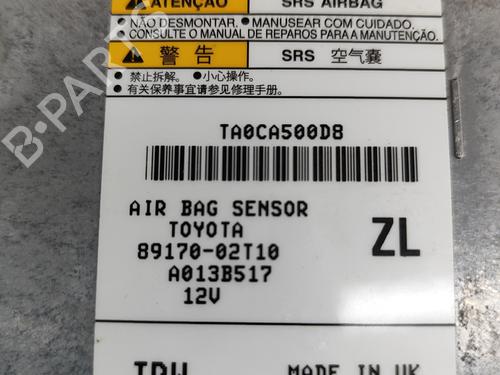 ATENÇÃO SRS AIRBAG
●NÃO DESMONTAR. ●MANUSEAR COM CUIDADO.
●CONSULTE O MANUAL DE REPAROS PARA A MANUTENÇÃO.
警告 SRS 空气囊
●禁止拆解。 ●小心操作。
●有关保养事宜请参见修理手册。
TA0CA500D8
AIR BAG SENSOR
TOYOTA
89170-02T10
A013B517
12V
ZL
TRW MADE IN UK